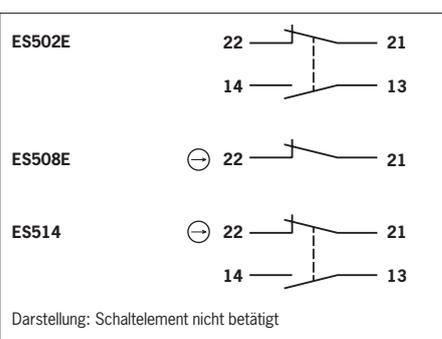 ES502E 22 21
14 13
ES508E 22 21
ES514 22 21
14 13
Darstellung: Schaltelement nicht betätigt